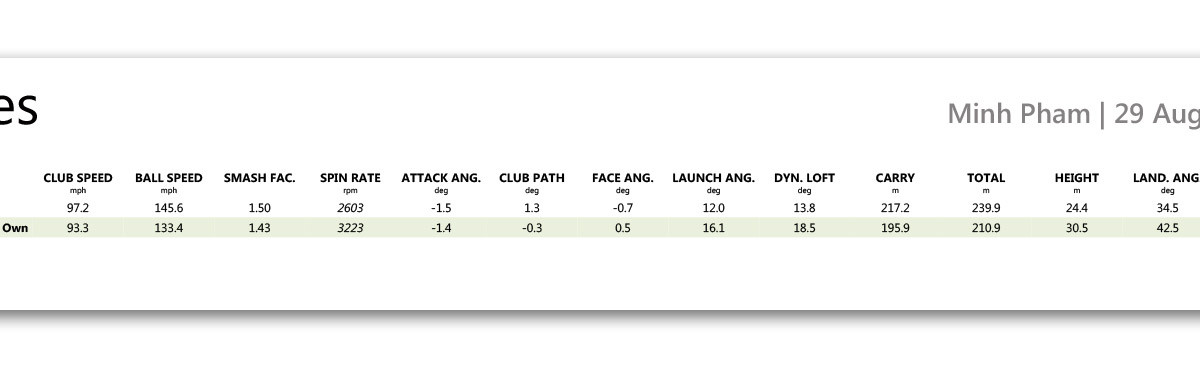 es
Minh Pham | 29 Aug
CLUB SPEED BALL SPEED SMASH FAC. SPIN RATE ATTACK ANG. CLUB PATH FACE ANG. LAUNCH ANG. DYN. LOFT CARRY TOTAL HEIGHT LAND. ANG
mph mph rpm deg deg deg deg deg m m m deg
97.2 145.6 1.50 2603 -1.5 1.3 -0.7 12.0 13.8 217.2 239.9 24.4 34.5
Own 93.3 133.4 1.43 3223 -1.4 -0.3 0.5 16.1 18.5 195.9 210.9 30.5 42.5